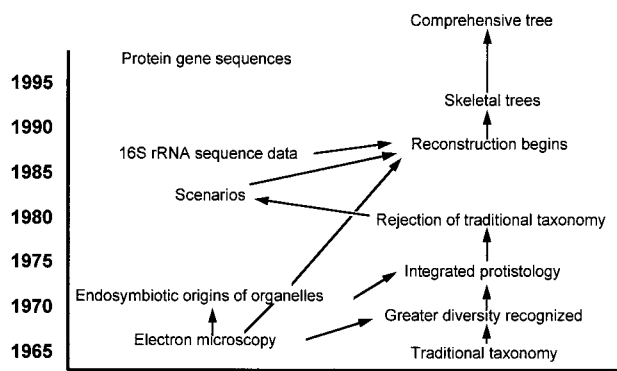 Comprehensive tree
Protein gene sequences
1995
Skeletal trees
1990
Reconstruction begins
16S rRNA sequence data
1985
Scenarios
1980
Rejection of traditional taxonomy
1975
Integrated protistology
Endosymbiotic origins of organelles
1970
Greater diversity recognized
Electron microscopy
1965
Traditional taxonomy